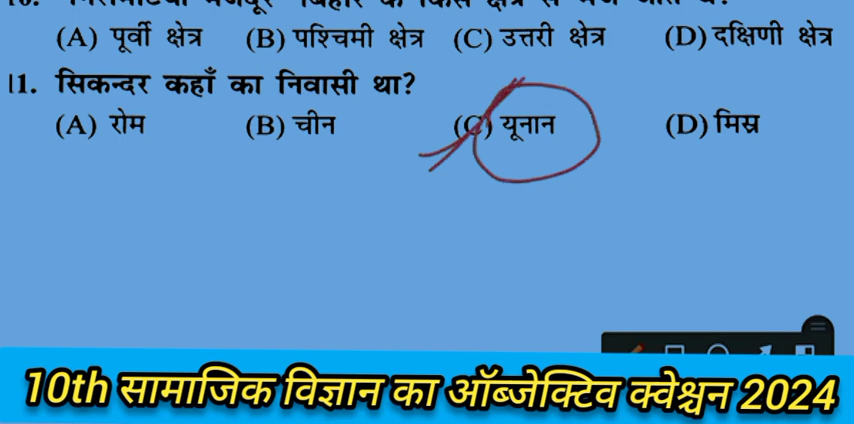 (A) पूर्वी क्षेत्र (B) पश्चिमी क्षेत्र (C) उत्तरी क्षेत्र (D) दक्षिणी क्षेत्र
11. सिकन्दर कहाँ का निवासी था?
(A) रोम (B) चीन (C) यूनान (D) मिस्र
10th सामाजिक विज्ञान का ऑब्जेक्टिव क्वेश्चन 2024